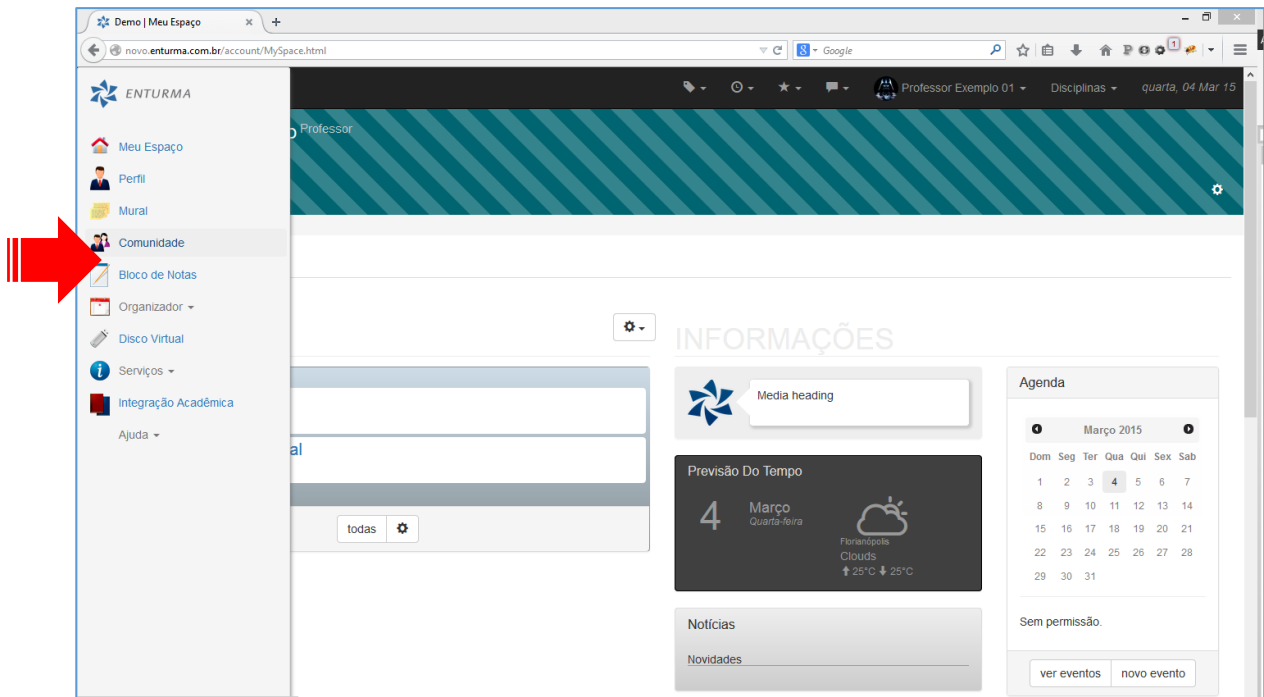 Demo | Meu Espaço
novo.enturma.com.br/account/MySpace.html
Google
1
ENTURMA
Professor Exemplo 01
Disciplinas
quarta, 04 Mar 15
Meu Espaço
Perfil
Mural
Comunidade
Bloco de Notas
Organizador
Disco Virtual
Serviços
Integração Acadêmica
Ajuda
o Professor
al
todas
INFORMAÇÕES
Media heading
Previsão Do Tempo
4
Março
Quarta-feira
Florianópolis
Clouds
25°C 25°C
Notícias
Novidades
Agenda
Março 2015
Dom Seg Ter Qua Qui Sex Sab
1 2 3 4 5 6 7
8 9 10 11 12 13 14
15 16 17 18 19 20 21
22 23 24 25 26 27 28
29 30 31
Sem permissão.
ver eventos novo evento